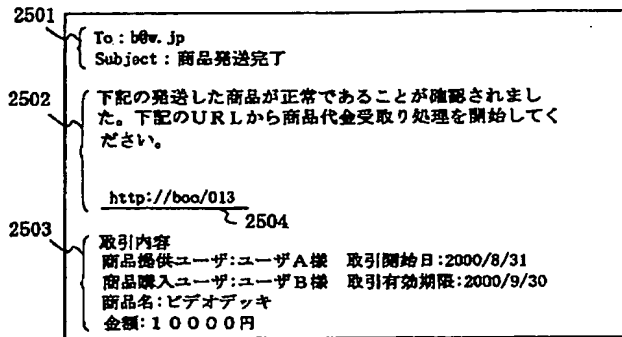 2501
To：b@w.jp
Subject：商品発送完了
2502
下記の発送した商品が正常であることが確認されまし
た。下記のＵＲＬから商品代金受取り処理を開始してく
ださい。
http://boo/013
2504
2503
取引内容
商品提供ユーザ：ユーザＡ様　取引開始日：2000/8/31
商品購入ユーザ：ユーザＢ様　取引有効期限：2000/9/30
商品名：ビデオデッキ
金額：１００００円